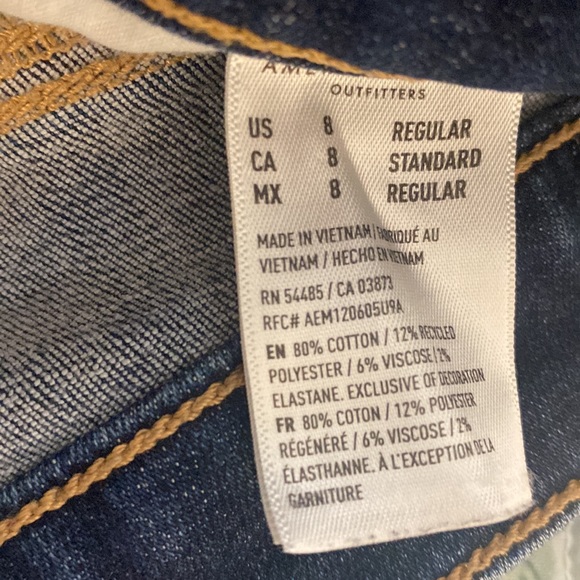 OUTFITTERS
US 8 REGULAR
CA 8 STANDARD
MX 8 REGULAR
MADE IN VIETNAM / FABRIQUÉ AU
VIETNAM / HECHO EN VIETNAM
RN 54485 / CA 03873
RFC# AEM120605U9A
EN 80% COTTON / 12% RECYCLED
POLYESTER / 6% VISCOSE / 2%
ELASTANE. EXCLUSIVE OF DECORATION
FR 80% COTON / 12% POLYESTER
RÉGÉNÉRÉ / 6% VISCOSE / 2%
ÉLASTHANNE. À L'EXCEPTION DE LA
GARNITURE